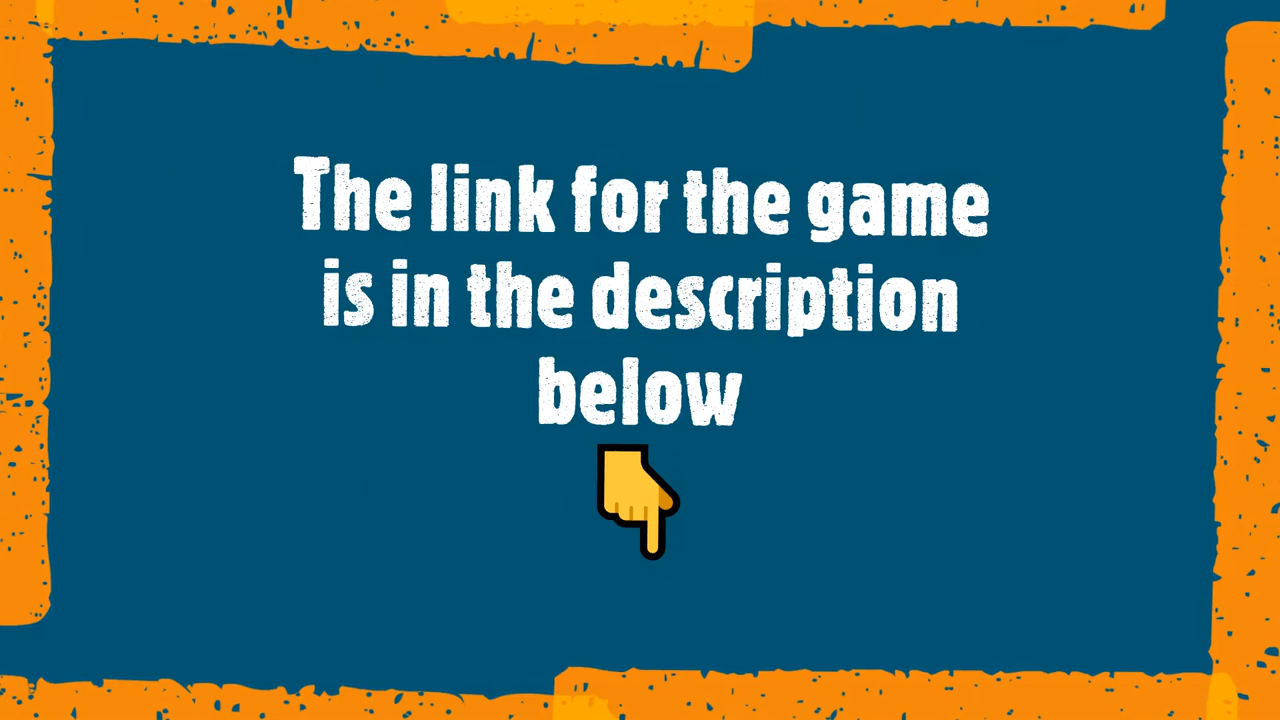 The link for the game
is in the description
below